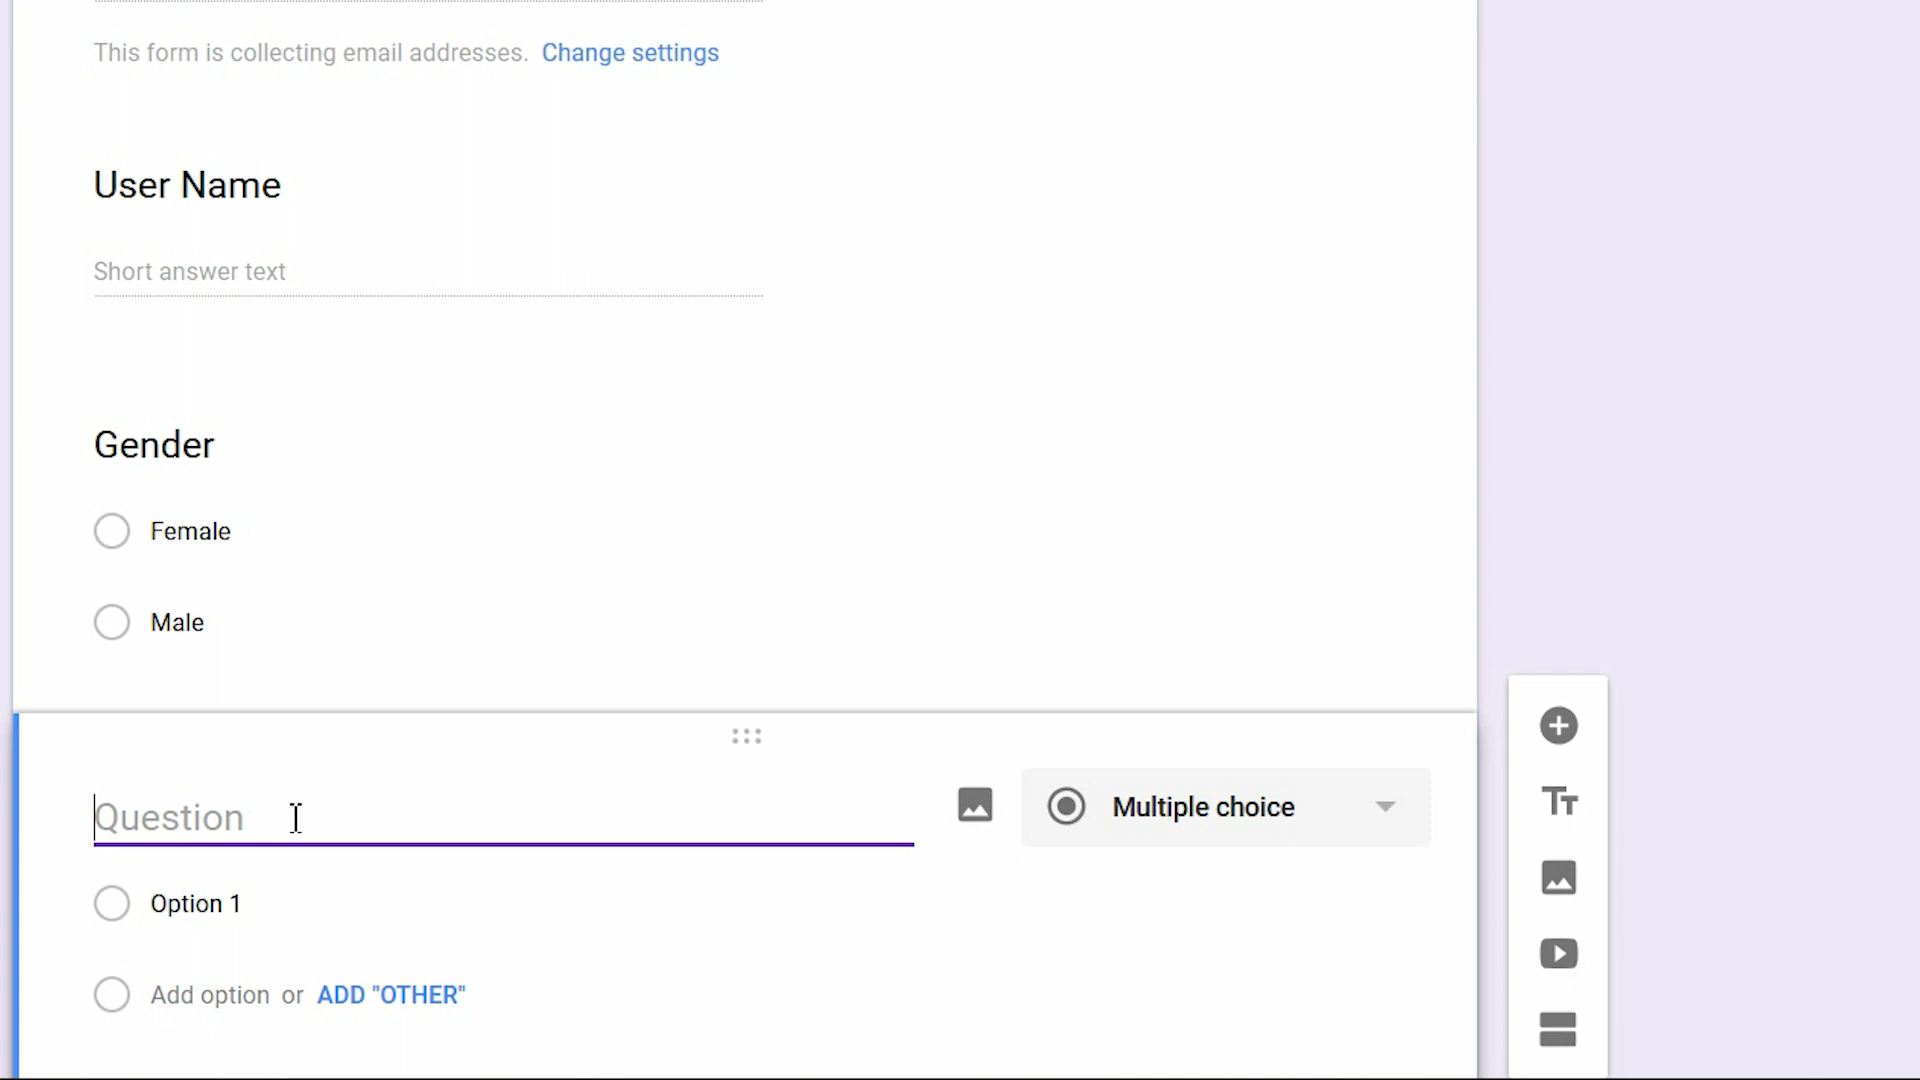 This form is collecting email addresses. Change settings
User Name
Short answer text
Gender
Female
Male
Question
Multiple choice
Option 1
Add option or ADD "OTHER"